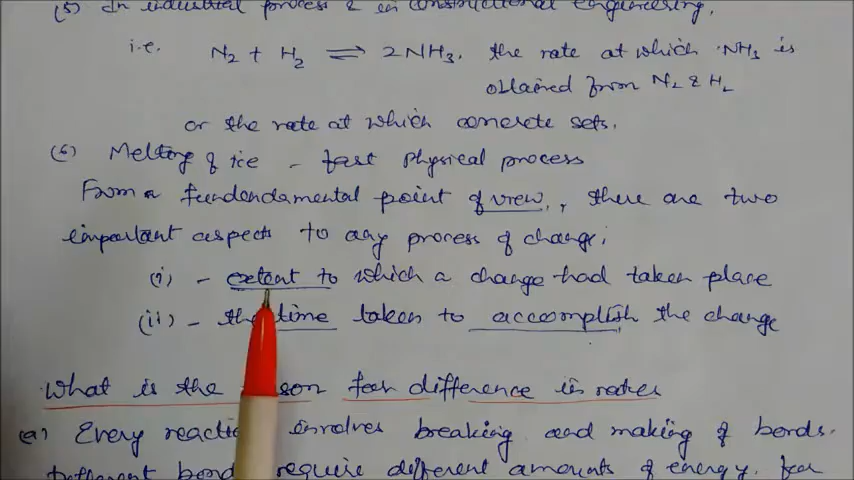 (5) In industrial process & in constructional engineering.
i.e. N2 + H2 ⇌ 2NH3. the rate at which NH3 is
obtained from N2 & H2
or the rate at which concrete sets.
(6) Melting of ice - fast physical process
From a fundendamental point of view, there are two
important aspects to any process of change;
(i) - extent to which a change had taken place
(ii) - the time taken to accomplish the change
What is the son for difference in rates
(a) Every reacti involves breaking and making of bonds.
Different bond require different amounts of energy. for